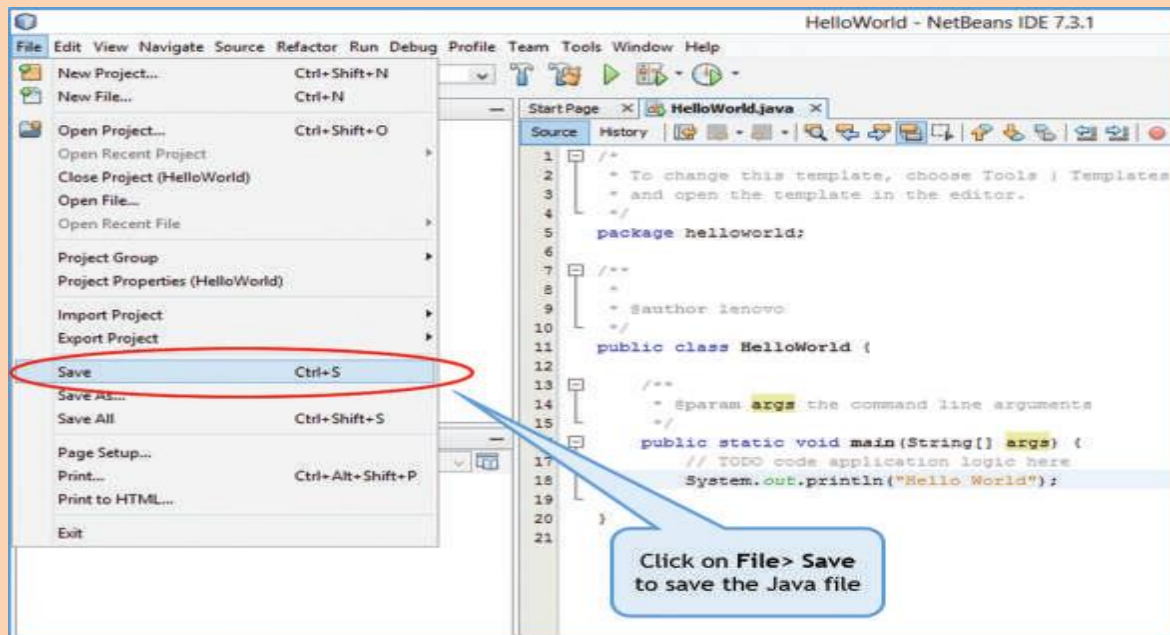 HelloWorld - NetBeans IDE 7.3.1
File Edit View Navigate Source Refactor Run Debug Profile Team Tools Window Help
New Project... Ctrl+Shift+N
New File... Ctrl+N
Open Project... Ctrl+Shift+O
Open Recent Project
Close Project (HelloWorld)
Open File...
Open Recent File
Project Group
Project Properties (HelloWorld)
Import Project
Export Project
Save Ctrl+S
Save As...
Save All Ctrl+Shift+S
Page Setup...
Print... Ctrl+Alt+Shift+P
Print to HTML...
Exit
Start Page HelloWorld.java
Source History
1 /*
2 * To change this template, choose Tools | Templates
3 * and open the template in the editor.
4 */
5 package helloworld;
6
7 /**
8 *
9 * @author lenovo
10 */
11 public class HelloWorld {
12
13 /**
14 * @param args the command line arguments
15 */
public static void main(String[] args) {
17 // TODO code application logic here
18 System.out.println("Hello World");
19
20 }
21
Click on File> Save
to save the Java file